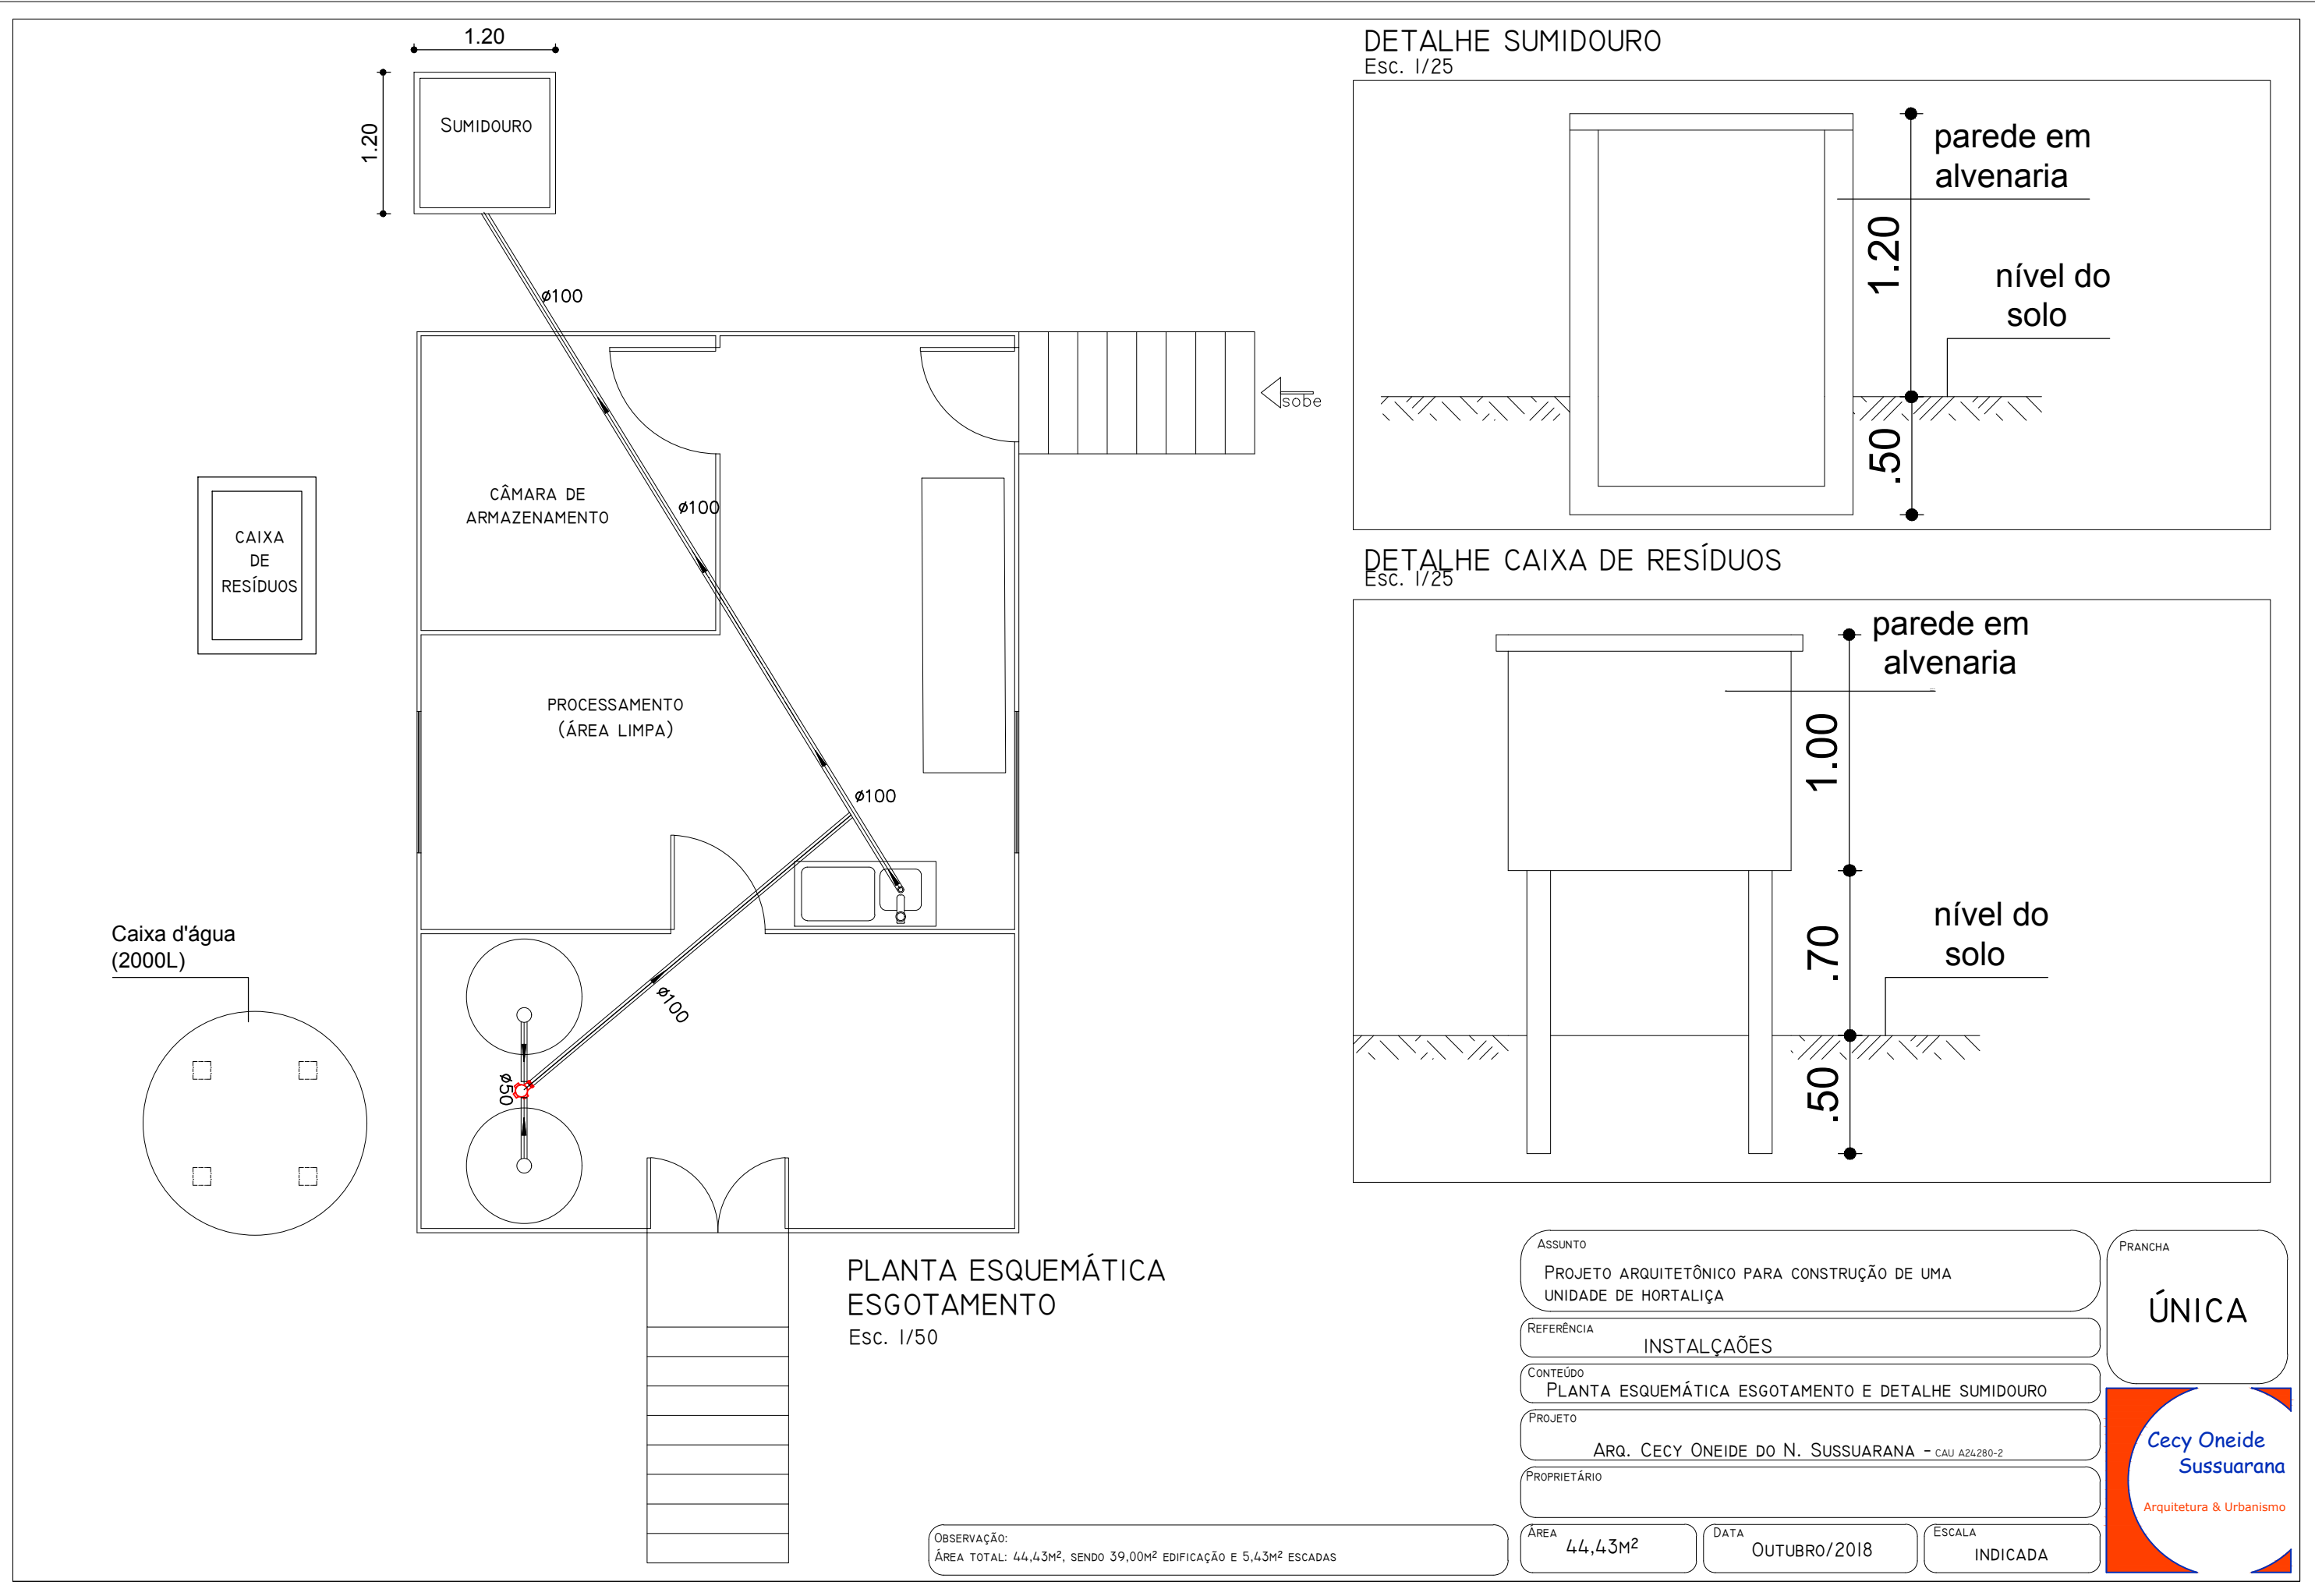 1.20
1.20
Sumidouro
ø100
sobe
CÂMARA DE
ARMAZENAMENTO
ø100
CAIXA
DE
RESÍDUOS
PROCESSAMENTO
(ÁREA LIMPA)
ø100
Caixa d'água
(2000L)
ø100
ø50
PLANTA ESQUEMÁTICA
ESGOTAMENTO
Esc. 1/50
DETALHE SUMIDOURO
Esc. 1/25
parede em
alvenaria
1.20
nível do
solo
.50
DETALHE CAIXA DE RESÍDUOS
Esc. 1/25
parede em
alvenaria
1.00
nível do
solo
.70
.50
Assunto
Projeto arquitetônico para construção de uma
unidade de hortaliça
Prancha
ÚNICA
Referência
INSTALÇAÕES
Conteúdo
Planta esquemática esgotamento e detalhe sumidouro
Projeto
Arq. Cecy Oneide do N. Sussuarana - CAU A24280-2
Proprietário
Cecy Oneide
Sussuarana
Arquitetura & Urbanismo
Observação:
Área total: 44,43m², sendo 39,00m² edificação e 5,43m² escadas
Área
44,43m²
Data
Outubro/2018
Escala
INDICADA